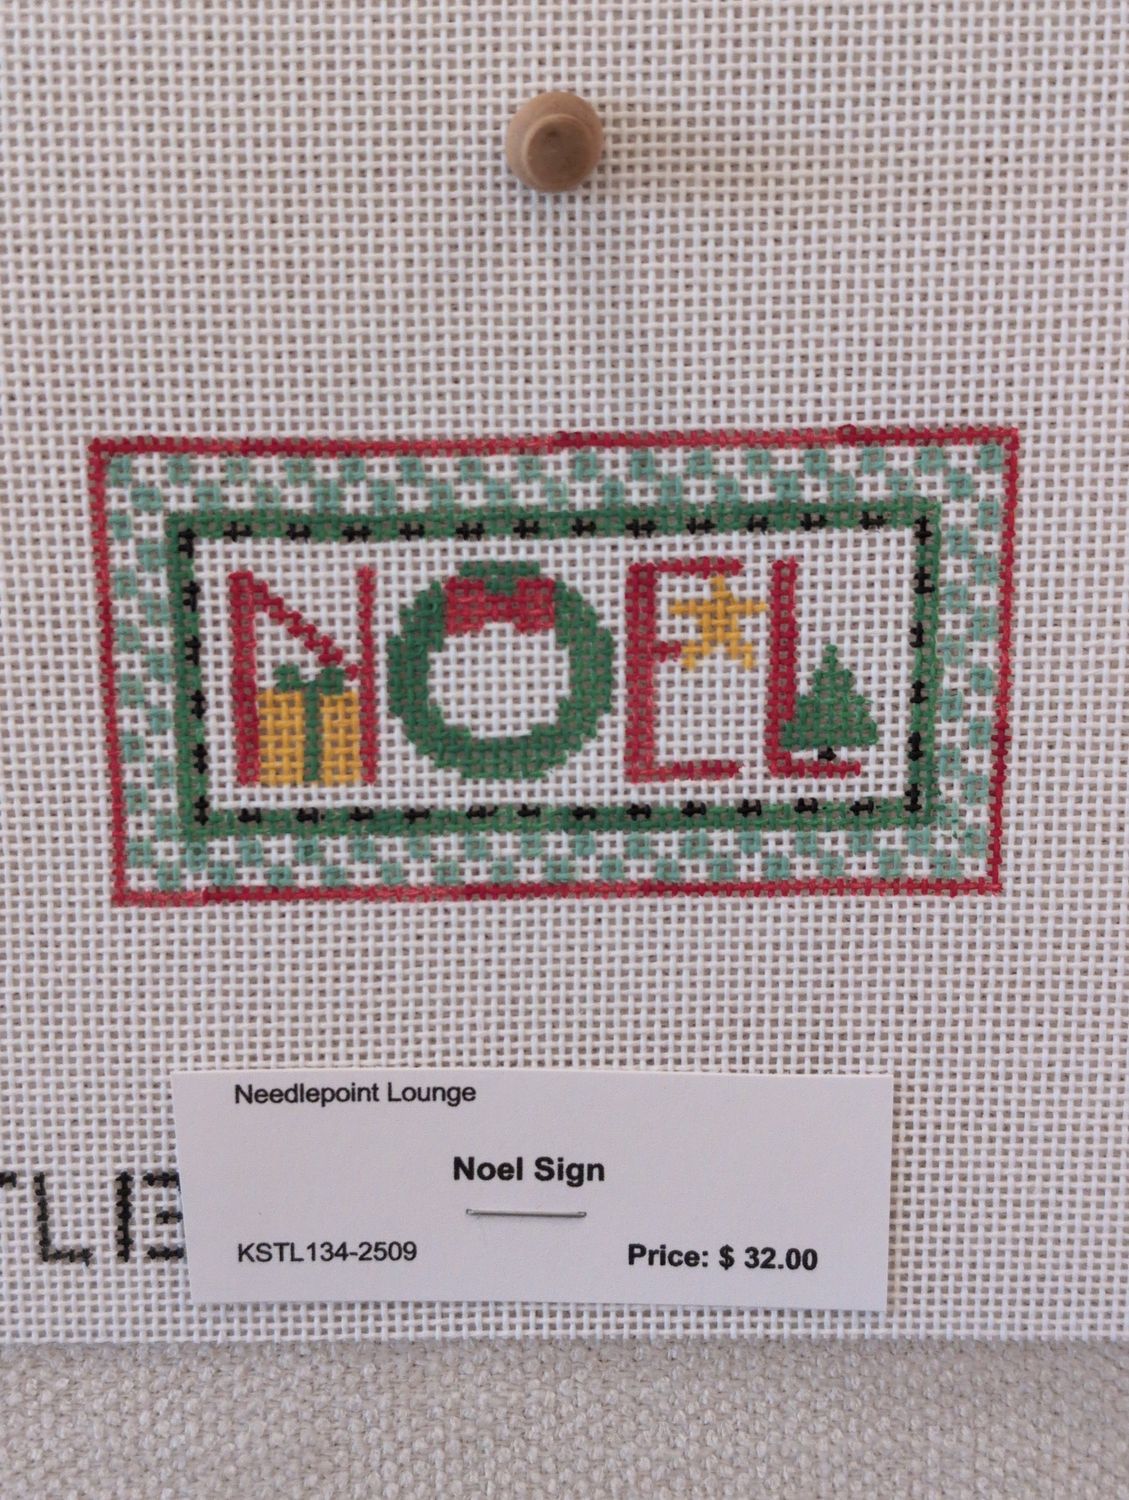 NOEL
Needlepoint Lounge
Noel Sign
KSTL134-2509 Price: $ 32.00